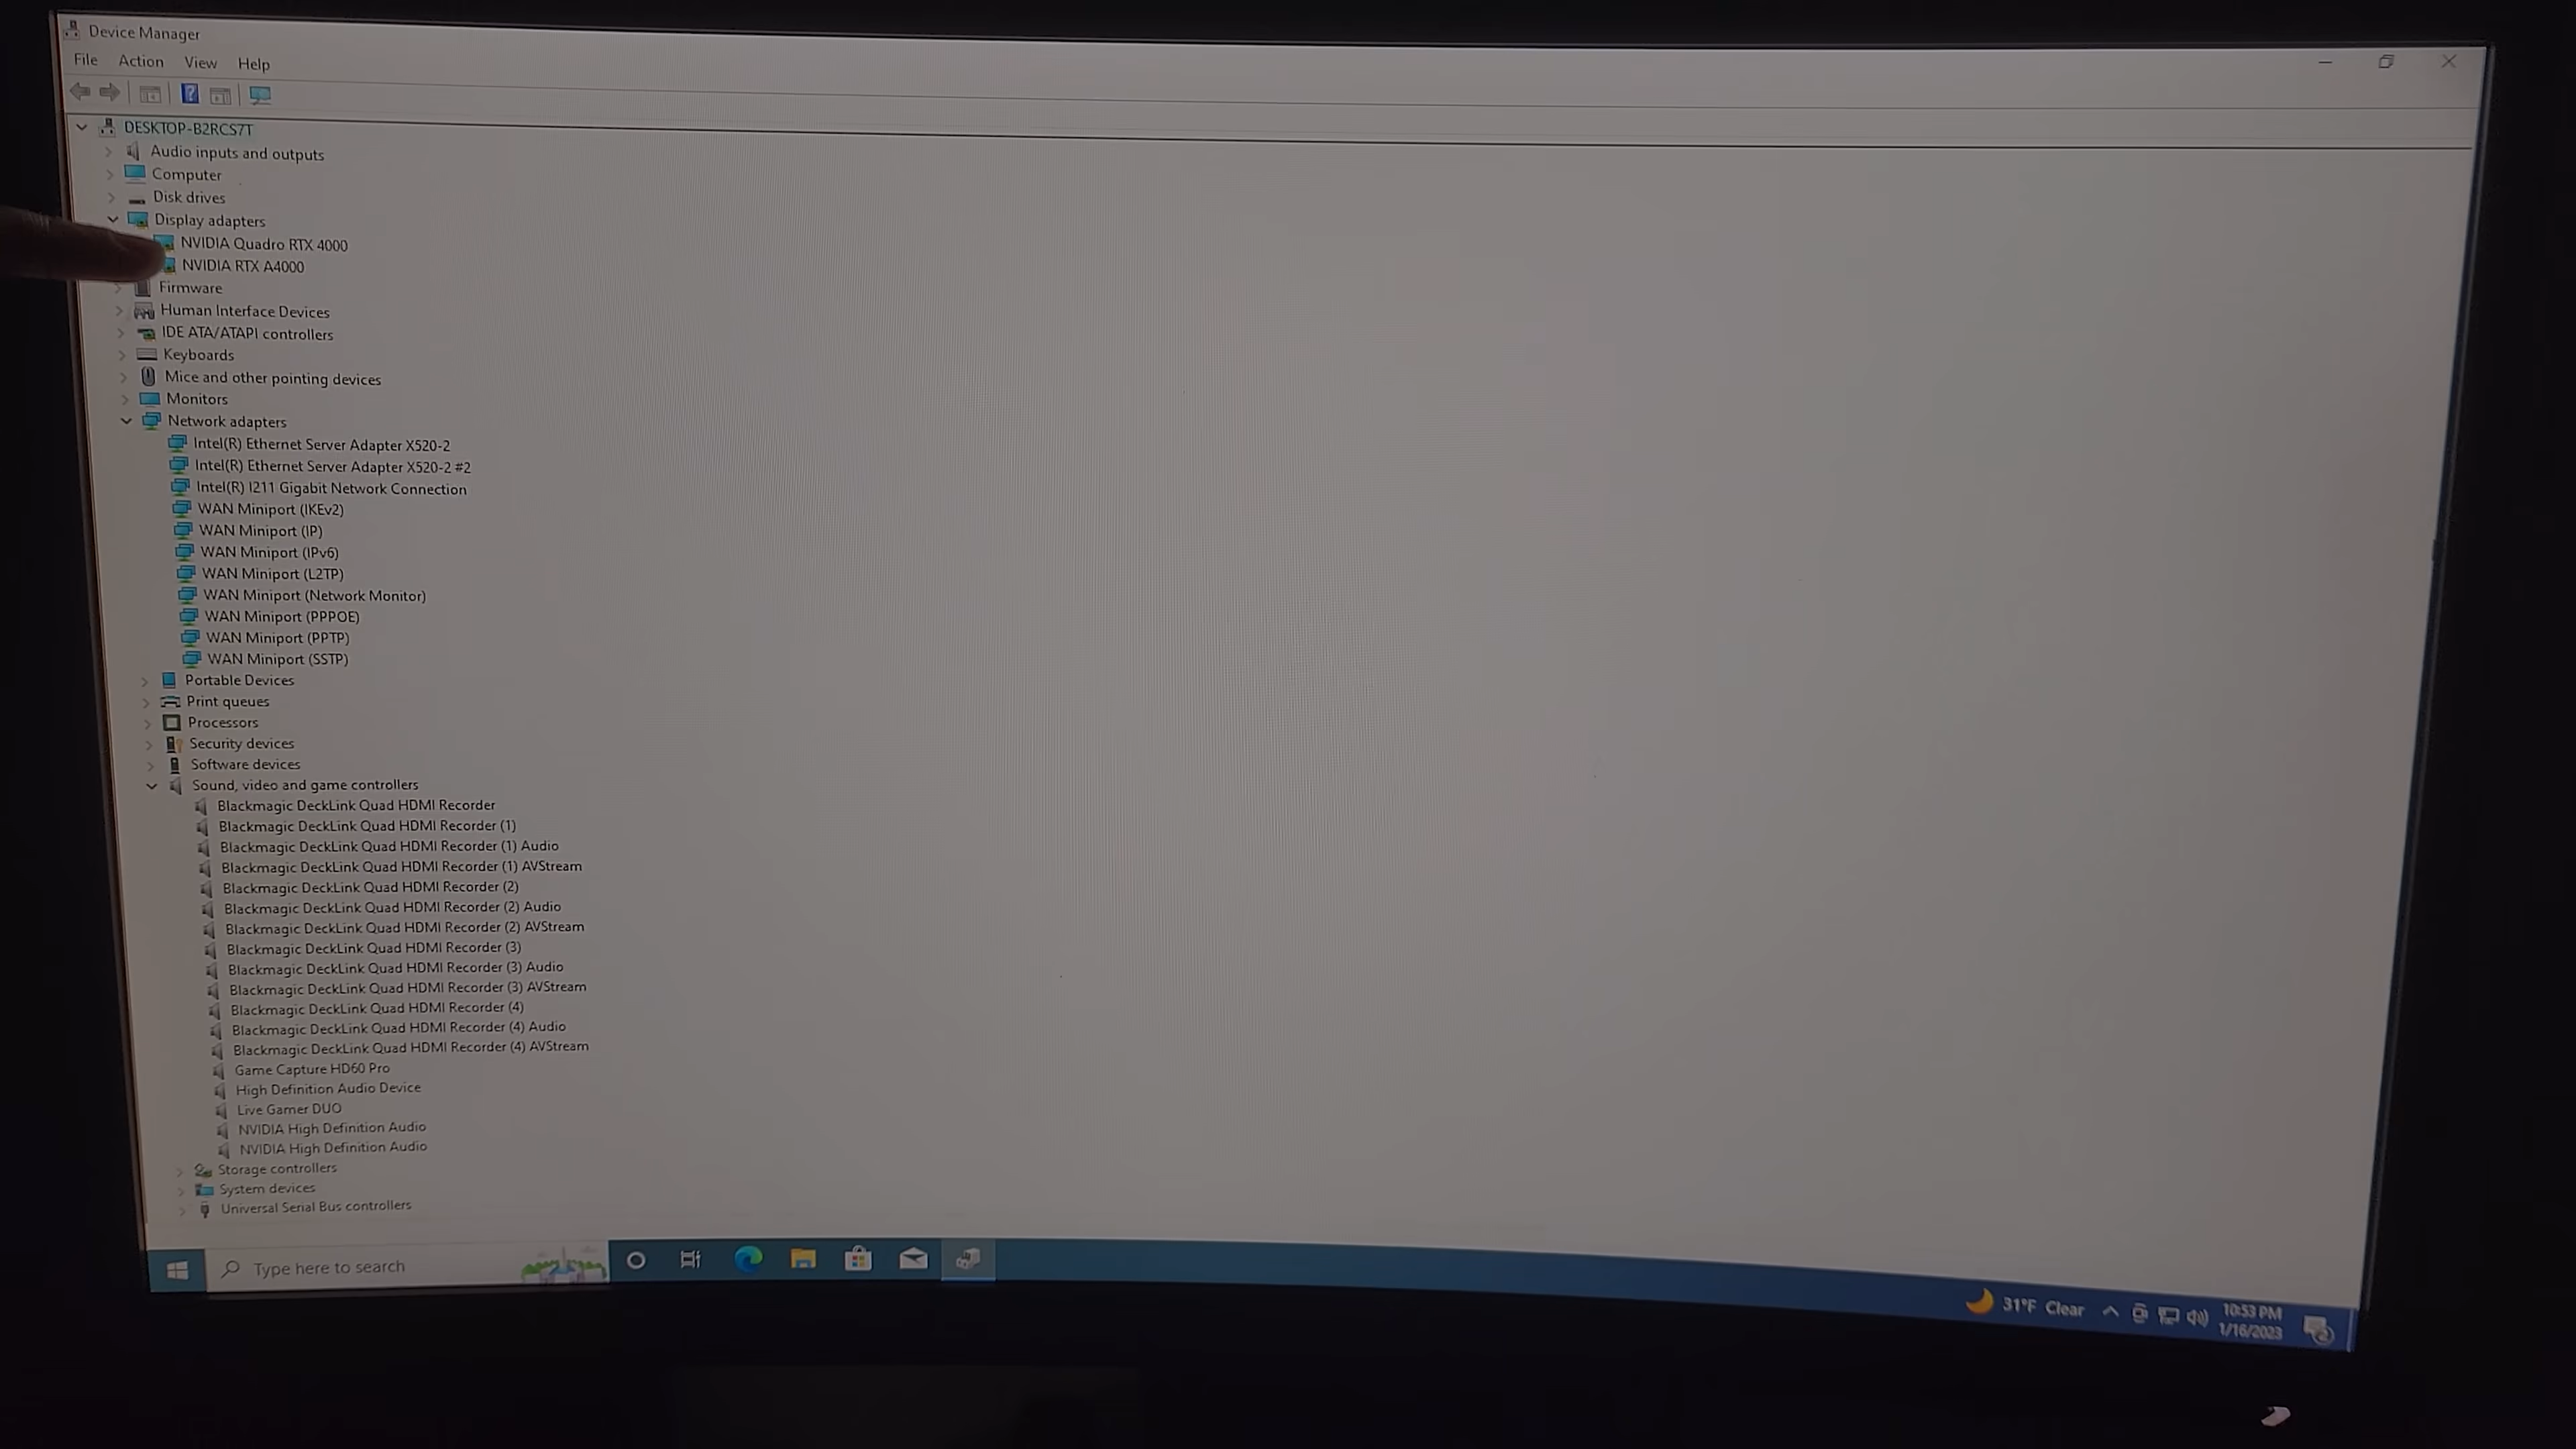 Device Manager
File Action View Help
DESKTOP-B2RCS7T
Audio inputs and outputs
Computer
Disk drives
Display adapters
NVIDIA Quadro RTX 4000
NVIDIA RTX A4000
Firmware
Human Interface Devices
IDE ATA/ATAPI controllers
Keyboards
Mice and other pointing devices
Monitors
Network adapters
Intel(R) Ethernet Server Adapter X520-2
Intel(R) Ethernet Server Adapter X520-2 #2
Intel(R) I211 Gigabit Network Connection
WAN Miniport (IKEv2)
WAN Miniport (IP)
WAN Miniport (IPv6)
WAN Miniport (L2TP)
WAN Miniport (Network Monitor)
WAN Miniport (PPPOE)
WAN Miniport (PPTP)
WAN Miniport (SSTP)
Portable Devices
Print queues
Processors
Security devices
Software devices
Sound, video and game controllers
Blackmagic DeckLink Quad HDMI Recorder
Blackmagic DeckLink Quad HDMI Recorder (1)
Blackmagic DeckLink Quad HDMI Recorder (1) Audio
Blackmagic DeckLink Quad HDMI Recorder (1) AVStream
Blackmagic DeckLink Quad HDMI Recorder (2)
Blackmagic DeckLink Quad HDMI Recorder (2) Audio
Blackmagic DeckLink Quad HDMI Recorder (2) AVStream
Blackmagic DeckLink Quad HDMI Recorder (3)
Blackmagic DeckLink Quad HDMI Recorder (3) Audio
Blackmagic DeckLink Quad HDMI Recorder (3) AVStream
Blackmagic DeckLink Quad HDMI Recorder (4)
Blackmagic DeckLink Quad HDMI Recorder (4) Audio
Blackmagic DeckLink Quad HDMI Recorder (4) AVStream
Game Capture HD60 Pro
High Definition Audio Device
Live Gamer DUO
NVIDIA High Definition Audio
NVIDIA High Definition Audio
Storage controllers
System devices
Universal Serial Bus controllers
Type here to search
31°F Clear
10:53 PM
1/16/2023